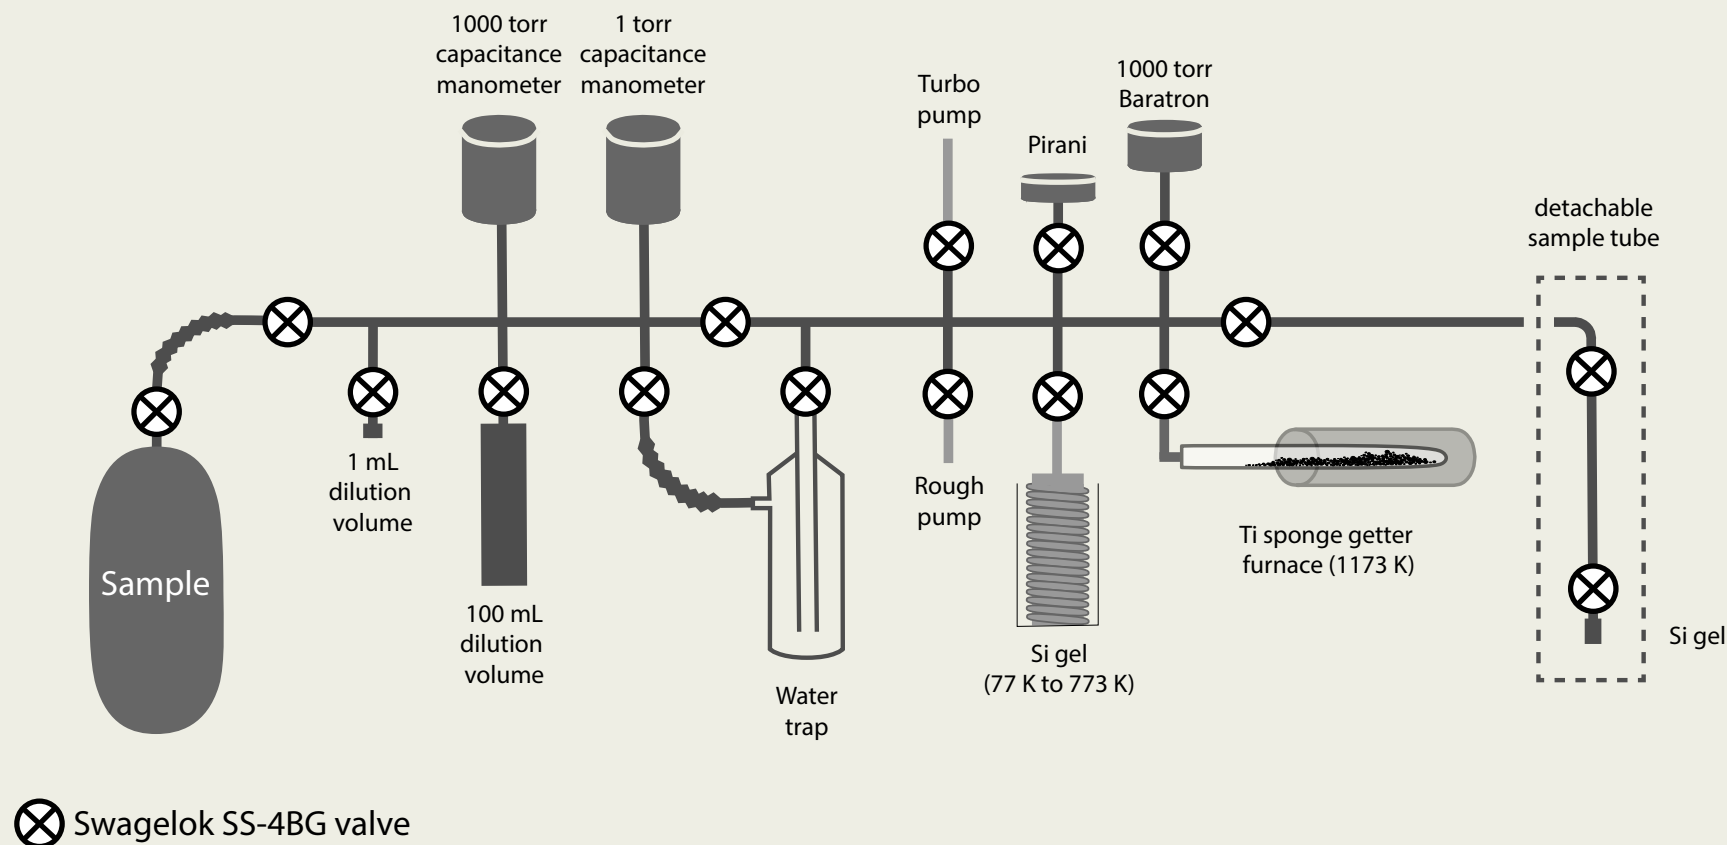 1000 torr
capacitance
manometer
1 torr
capacitance
manometer
Turbo
pump
Pirani
1000 torr
Baratron
detachable
sample tube
Sample
1 mL
dilution
volume
100 mL
dilution
volume
Water
trap
Rough
pump
Si gel
(77 K to 773 K)
Ti sponge getter
furnace (1173 K)
Si gel
Swagelok SS-4BG valve